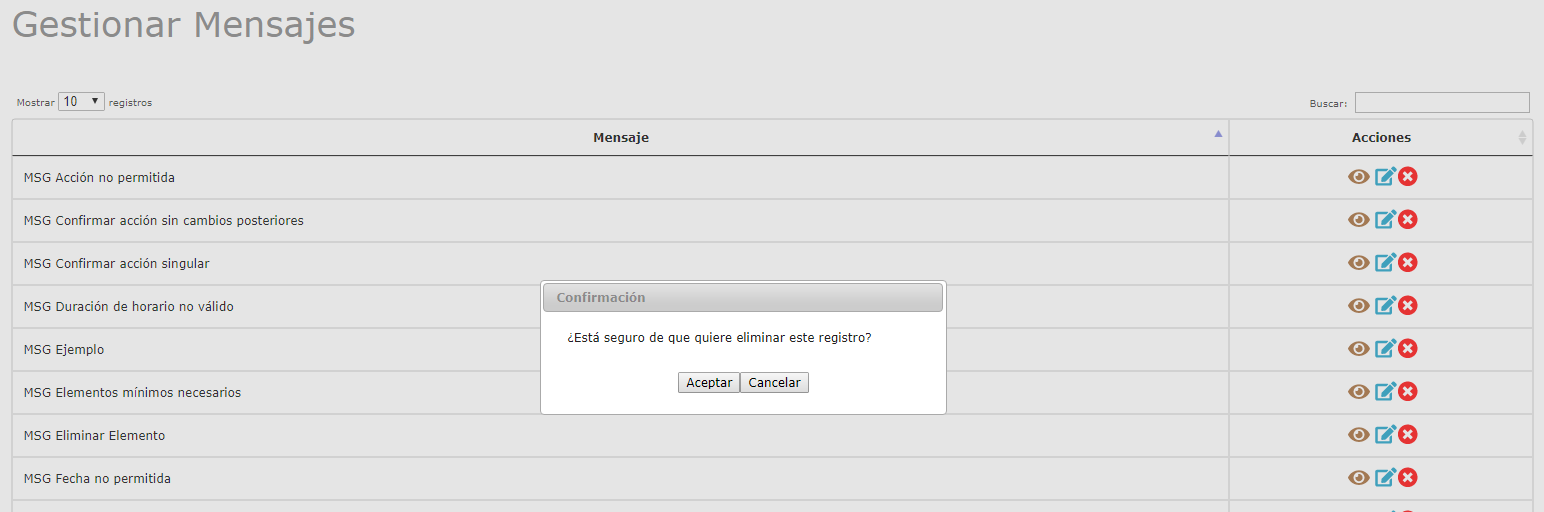 Gestionar Mensajes
Mostrar 10 registros
Buscar:
Mensaje Acciones
MSG Acción no permitida
MSG Confirmar acción sin cambios posteriores
MSG Confirmar acción singular
MSG Duración de horario no válido
MSG Ejemplo
MSG Elementos mínimos necesarios
MSG Eliminar Elemento
MSG Fecha no permitida
Confirmación
¿Está seguro de que quiere eliminar este registro?
Aceptar Cancelar